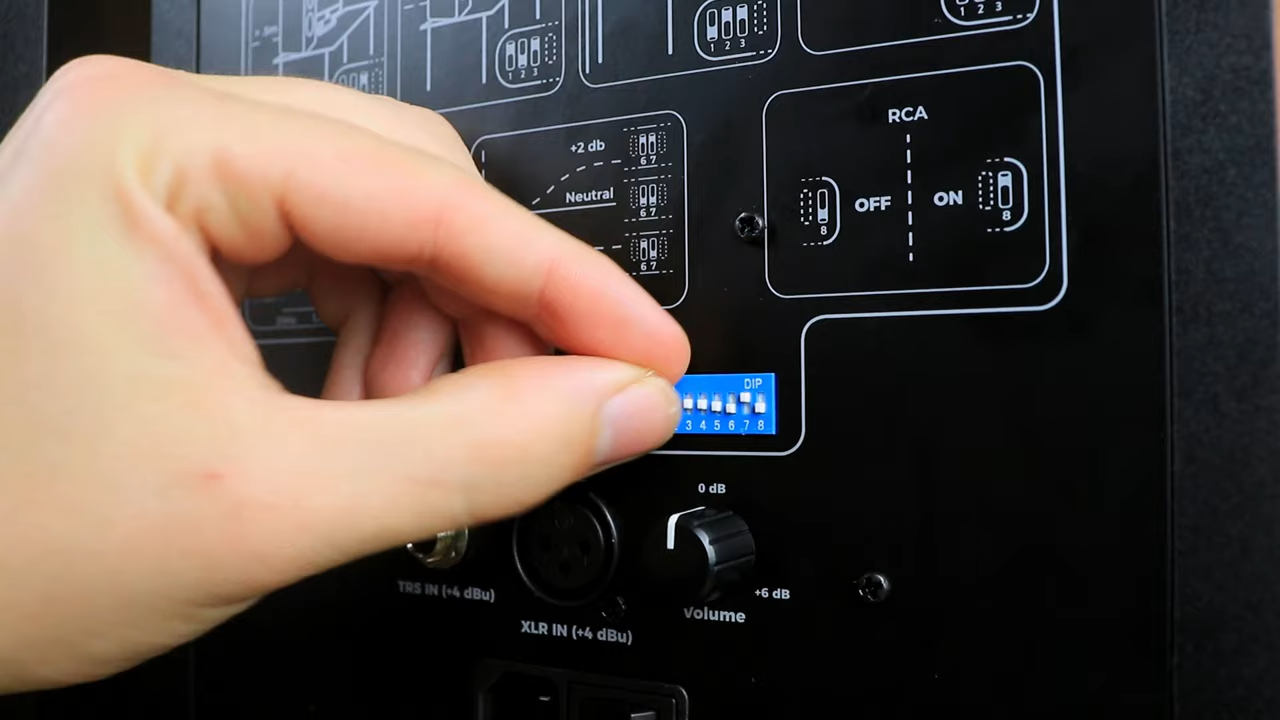 1 2 3
1 2 3
1 2 3
RCA
+2 db
6 7
Neutral
6 7
6 7
OFF
8
ON
8
DIP
3 4 5 6 7 8
0 dB
+6 dB
Volume
TRS IN (+4 dBu)
XLR IN (+4 dBu)